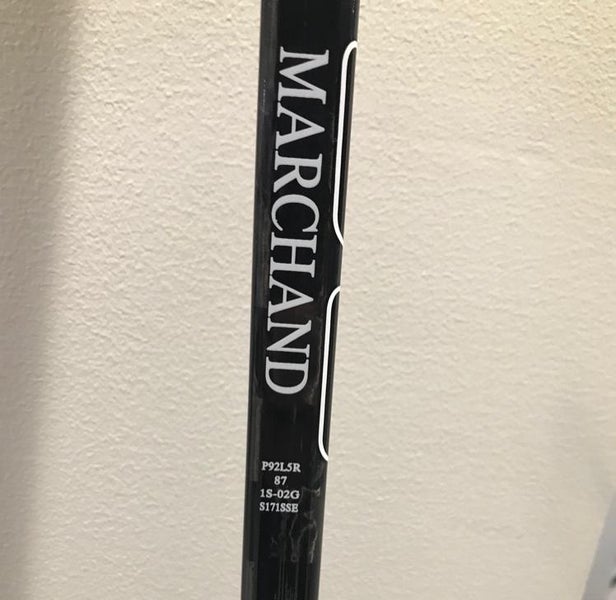 MARCHAND
P92L5R
87
1S-02G
S171SSE